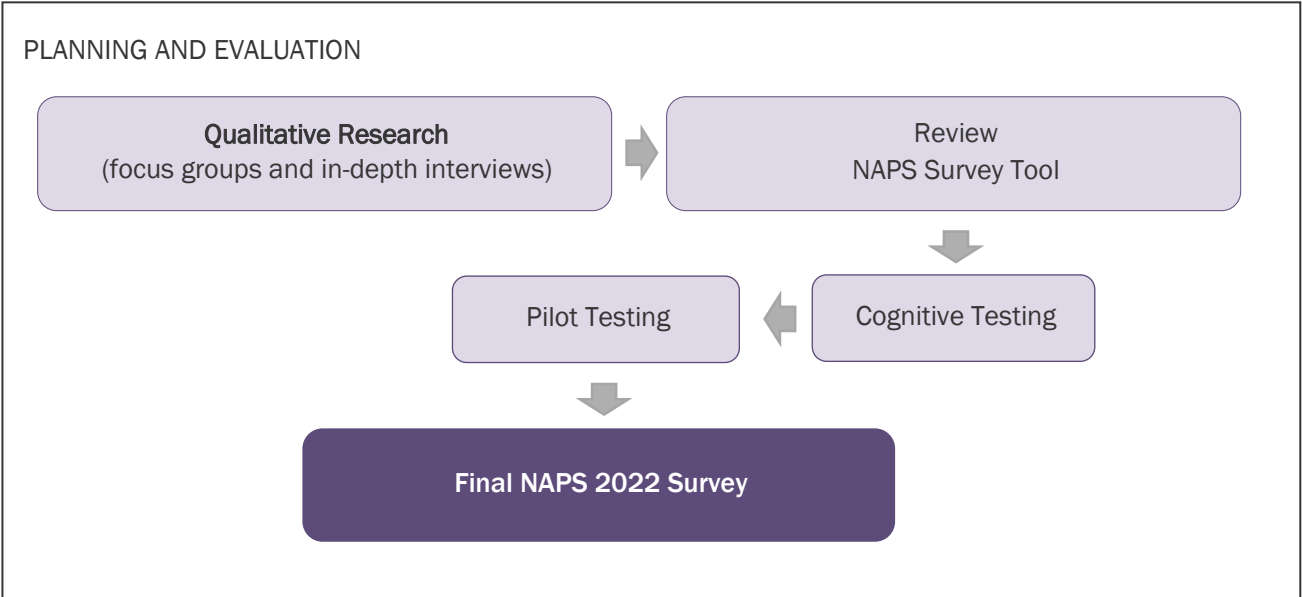 PLANNING AND EVALUATION
Qualitative Research
(focus groups and in-depth interviews)
Review
NAPS Survey Tool
Cognitive Testing
Pilot Testing
Final NAPS 2022 Survey